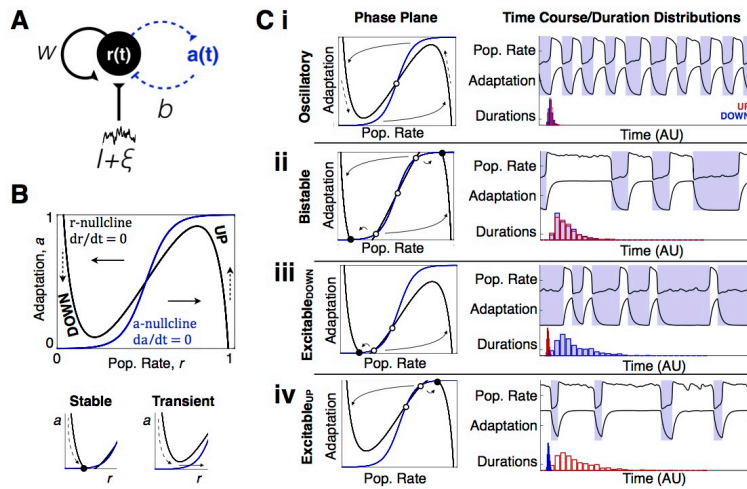 A
w
r(t)
a(t)
b
I+ξ
B
Adaptation, a
1
r-nullcline
dr/dt = 0
UP
DOWN
a-nullcline
da/dt = 0
0
0
Pop. Rate, r
1
Stable
Transient
a
r
a
r
C
Phase Plane
Time Course/Duration Distributions
i
Oscillatory
Adaptation
Pop. Rate
Pop. Rate
Adaptation
Durations
UP
DOWN
Time (AU)
ii
Bistable
Adaptation
Pop. Rate
Pop. Rate
Adaptation
Durations
Time (AU)
iii
ExcitableDOWN
Adaptation
Pop. Rate
Pop. Rate
Adaptation
Durations
Time (AU)
iv
ExcitableUP
Adaptation
Pop. Rate
Pop. Rate
Adaptation
Durations
Time (AU)